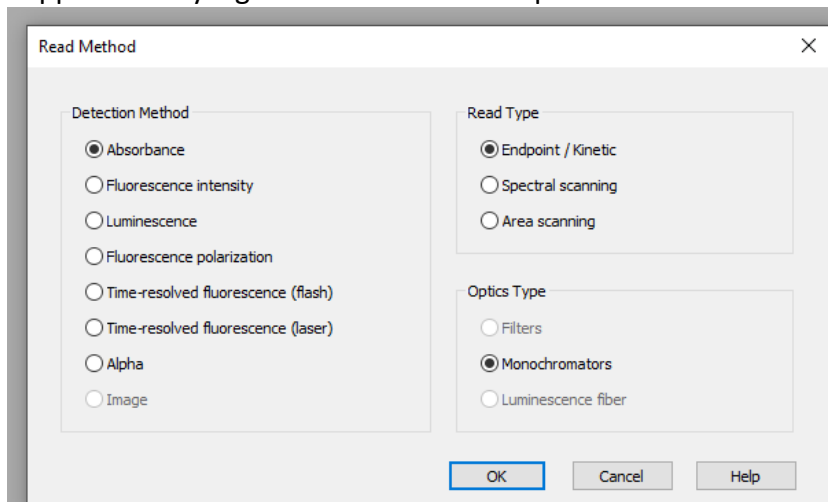 Read Method
Detection Method
Absorbance
Fluorescence intensity
Luminescence
Fluorescence polarization
Time-resolved fluorescence (flash)
Time-resolved fluorescence (laser)
Alpha
Image
Read Type
Endpoint / Kinetic
Spectral scanning
Area scanning
Optics Type
Filters
Monochromators
Luminescence fiber
OK Cancel Help